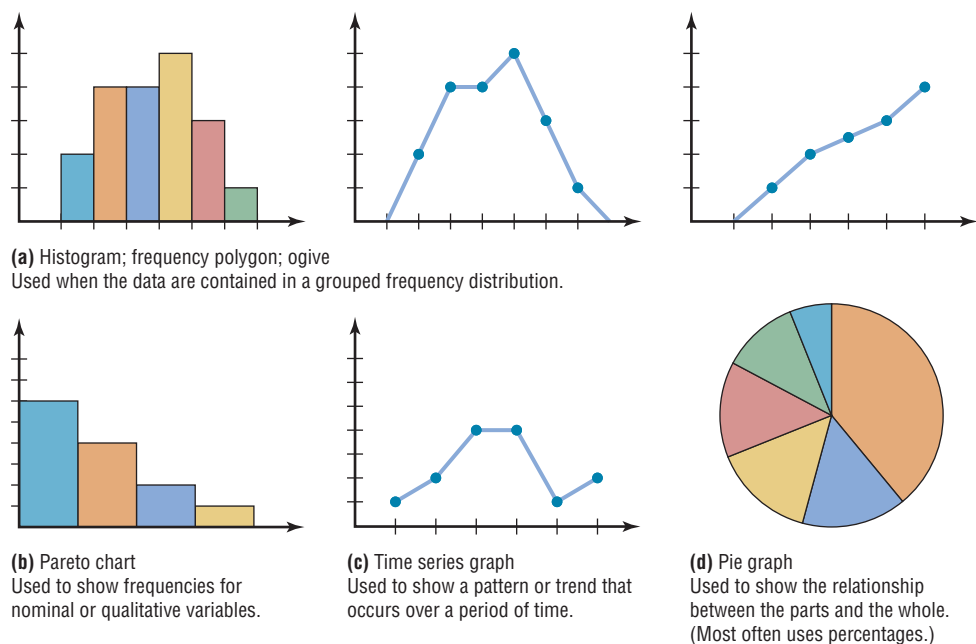 (a) Histogram; frequency polygon; ogive
Used when the data are contained in a grouped frequency distribution.
(b) Pareto chart
Used to show frequencies for
nominal or qualitative variables.
(c) Time series graph
Used to show a pattern or trend that
occurs over a period of time.
(d) Pie graph
Used to show the relationship
between the parts and the whole.
(Most often uses percentages.)